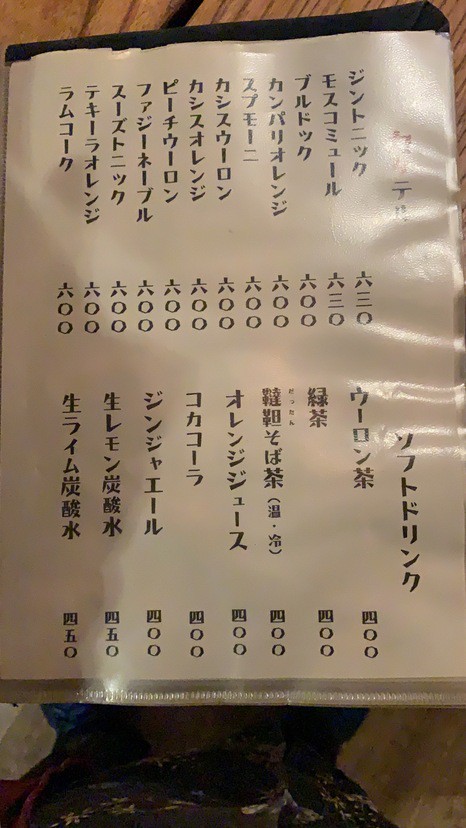 ジントニック 六三〇
モスコミュール 六三〇
ブルドック 六〇〇
カンパリオレンジ 六〇〇
スプモーニ 六〇〇
カシスウーロン 六〇〇
カシスオレンジ 六〇〇
ピーチウーロン 六〇〇
ファジーネーブル 六〇〇
スーズトニック 六〇〇
テキーラオレンジ 六〇〇
ラムコーク 六〇〇
ソフトドリンク
ウーロン茶 四〇〇
緑茶 四〇〇
だったん
韃靼そば茶（温・冷） 四〇〇
オレンジジュース 四〇〇
コカコーラ 四〇〇
ジンジャエール 四〇〇
生レモン炭酸水 四五〇
生ライム炭酸水 四五〇